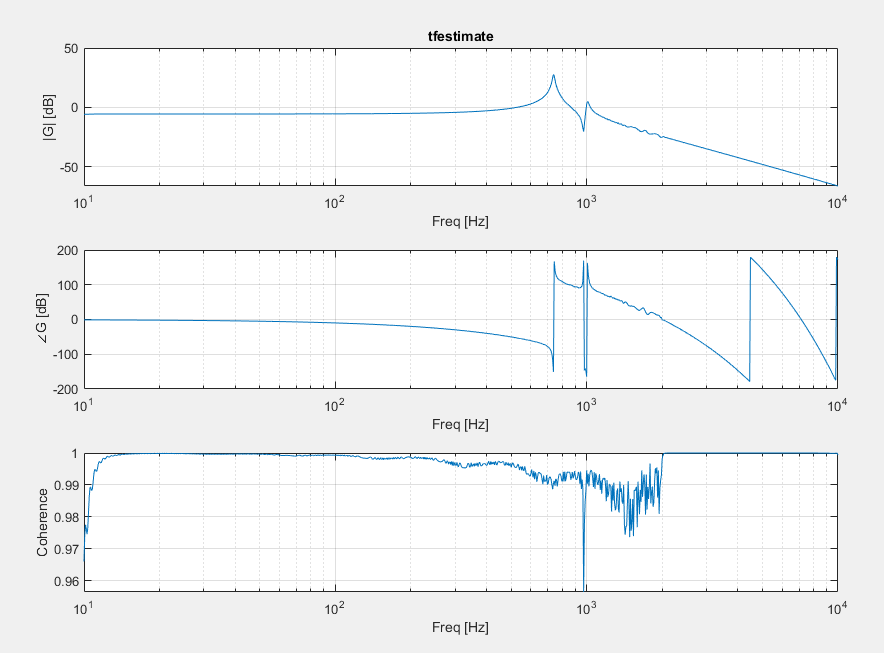 tfestimate
50
0
-50
|G| [dB]
10^1 10^2 10^3 10^4
Freq [Hz]
200
100
0
-100
-200
∠G [dB]
10^1 10^2 10^3 10^4
Freq [Hz]
1
0.99
0.98
0.97
0.96
Coherence
10^1 10^2 10^3 10^4
Freq [Hz]